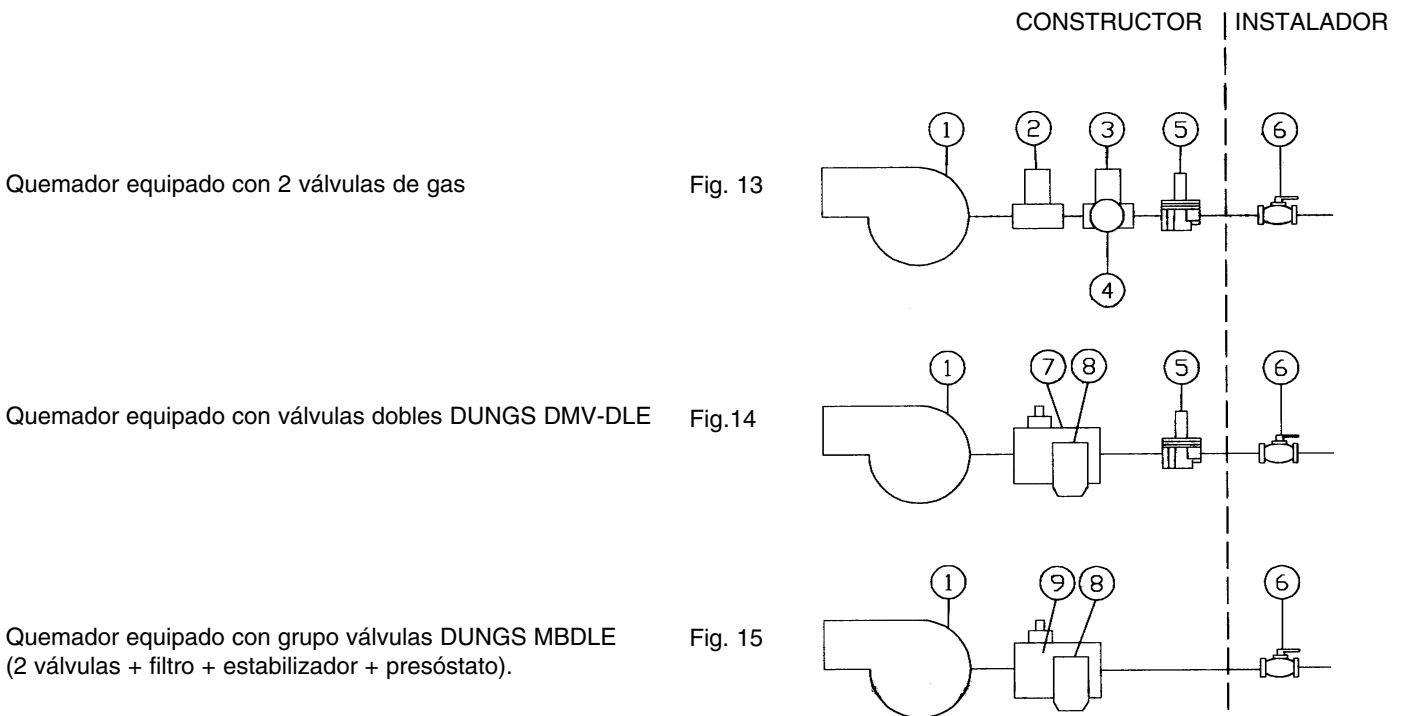 CONSTRUCTOR INSTALADOR
1 2 3 5 6
Quemador equipado con 2 válvulas de gas Fig. 13
4
1 7 8 5 6
Quemador equipado con válvulas dobles DUNGS DMV-DLE Fig.14
1 9 8 6
Quemador equipado con grupo válvulas DUNGS MBDLE Fig. 15
(2 válvulas + filtro + estabilizador + presóstato).